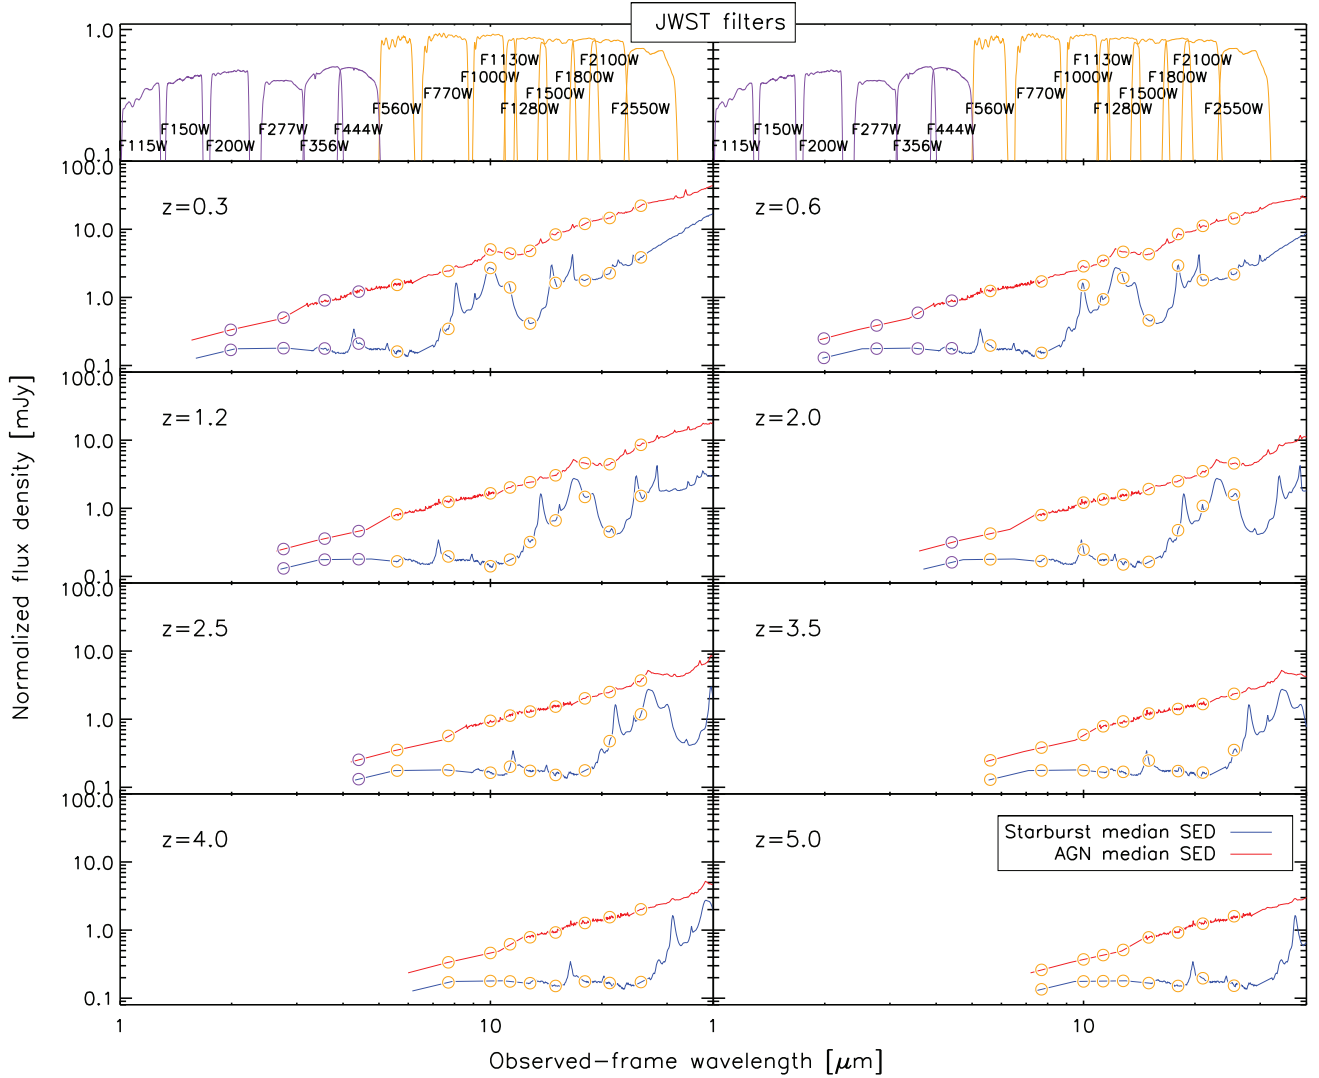 JWST filters
1.0
0.1
F115W
F150W
F200W
F277W
F356W
F444W
F560W
F770W
F1000W
F1130W
F1280W
F1500W
F1800W
F2100W
F2550W
F115W
F150W
F200W
F277W
F356W
F444W
F560W
F770W
F1000W
F1130W
F1280W
F1500W
F1800W
F2100W
F2550W
Normalized flux density [mJy]
100.0
10.0
1.0
0.1
z=0.3
z=0.6
100.0
10.0
1.0
0.1
z=1.2
z=2.0
100.0
10.0
1.0
0.1
z=2.5
z=3.5
100.0
10.0
1.0
0.1
z=4.0
z=5.0
Starburst median SED
AGN median SED
1
10
1
10
Observed-frame wavelength [μm]